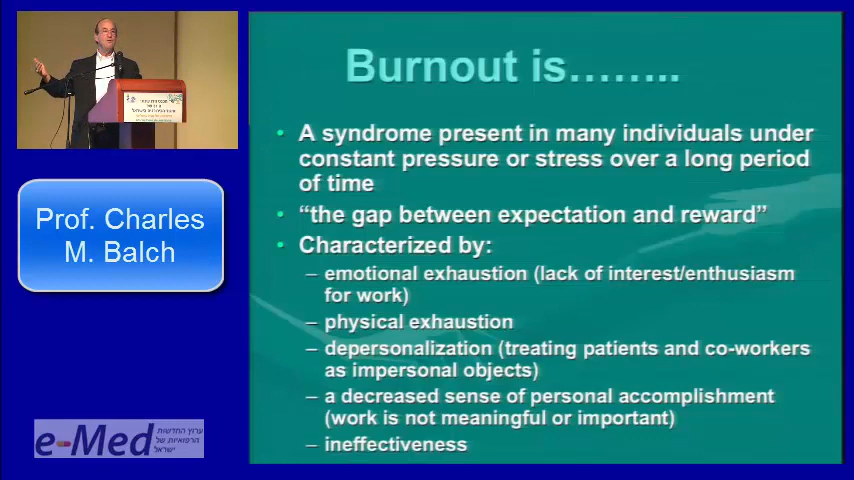 Burnout is……..
• A syndrome present in many individuals under
constant pressure or stress over a long period
of time
• “the gap between expectation and reward”
• Characterized by:
– emotional exhaustion (lack of interest/enthusiasm
for work)
– physical exhaustion
– depersonalization (treating patients and co-workers
as impersonal objects)
– a decreased sense of personal accomplishment
(work is not meaningful or important)
– ineffectiveness
Prof. Charles
M. Balch
e-Med
ערוץ החדשות
הרפואיות של
ישראל